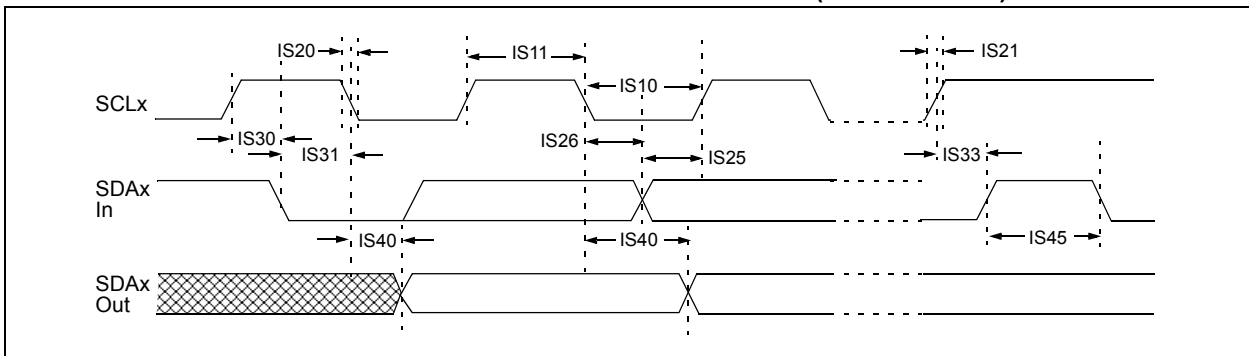 IS20
IS11
IS21
IS10
SCLx
IS30
IS31
IS26
IS25
IS33
SDAx
In
IS40
IS40
IS45
SDAx
Out